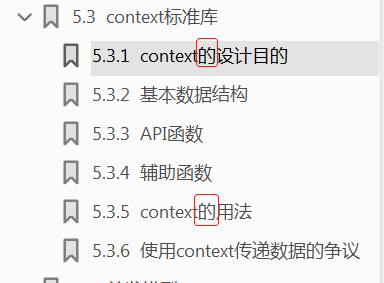 5.3 context标准库
5.3.1 context的设计目的
5.3.2 基本数据结构
5.3.3 API函数
5.3.4 辅助函数
5.3.5 context的用法
5.3.6 使用context传递数据的争议